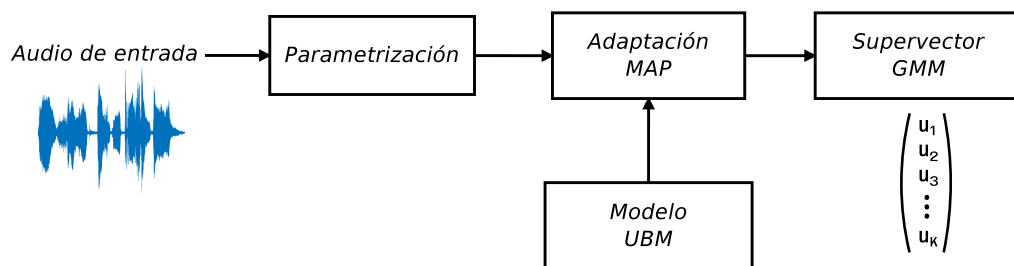 Audio de entrada
Parametrización
Adaptación
MAP
Supervector
GMM
Modelo
UBM
u1
u2
u3
⋮
uK